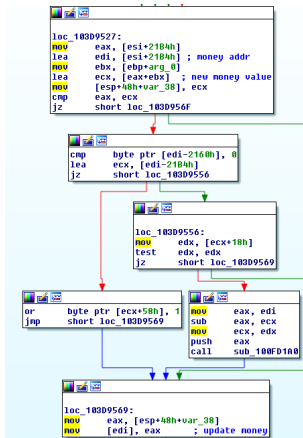 loc_103D9527:
mov eax, [esi+21B4h]
lea edi, [esi+21B4h] ; money addr
mov ebx, [ebp+arg_0]
lea ecx, [eax+ebx] ; new money value
mov [esp+48h+var_38], ecx
cmp eax, ecx
jz short loc_103D956F
cmp byte ptr [edi-2160h], 0
lea ecx, [edi-21B4h]
jz short loc_103D9556
loc_103D9556:
mov edx, [ecx+18h]
test edx, edx
jz short loc_103D9569
or byte ptr [ecx+58h], 1
jmp short loc_103D9569
mov eax, edi
sub eax, ecx
mov ecx, edx
push eax
call sub_100FD1A0
loc_103D9569:
mov eax, [esp+48h+var_38]
mov [edi], eax ; update money